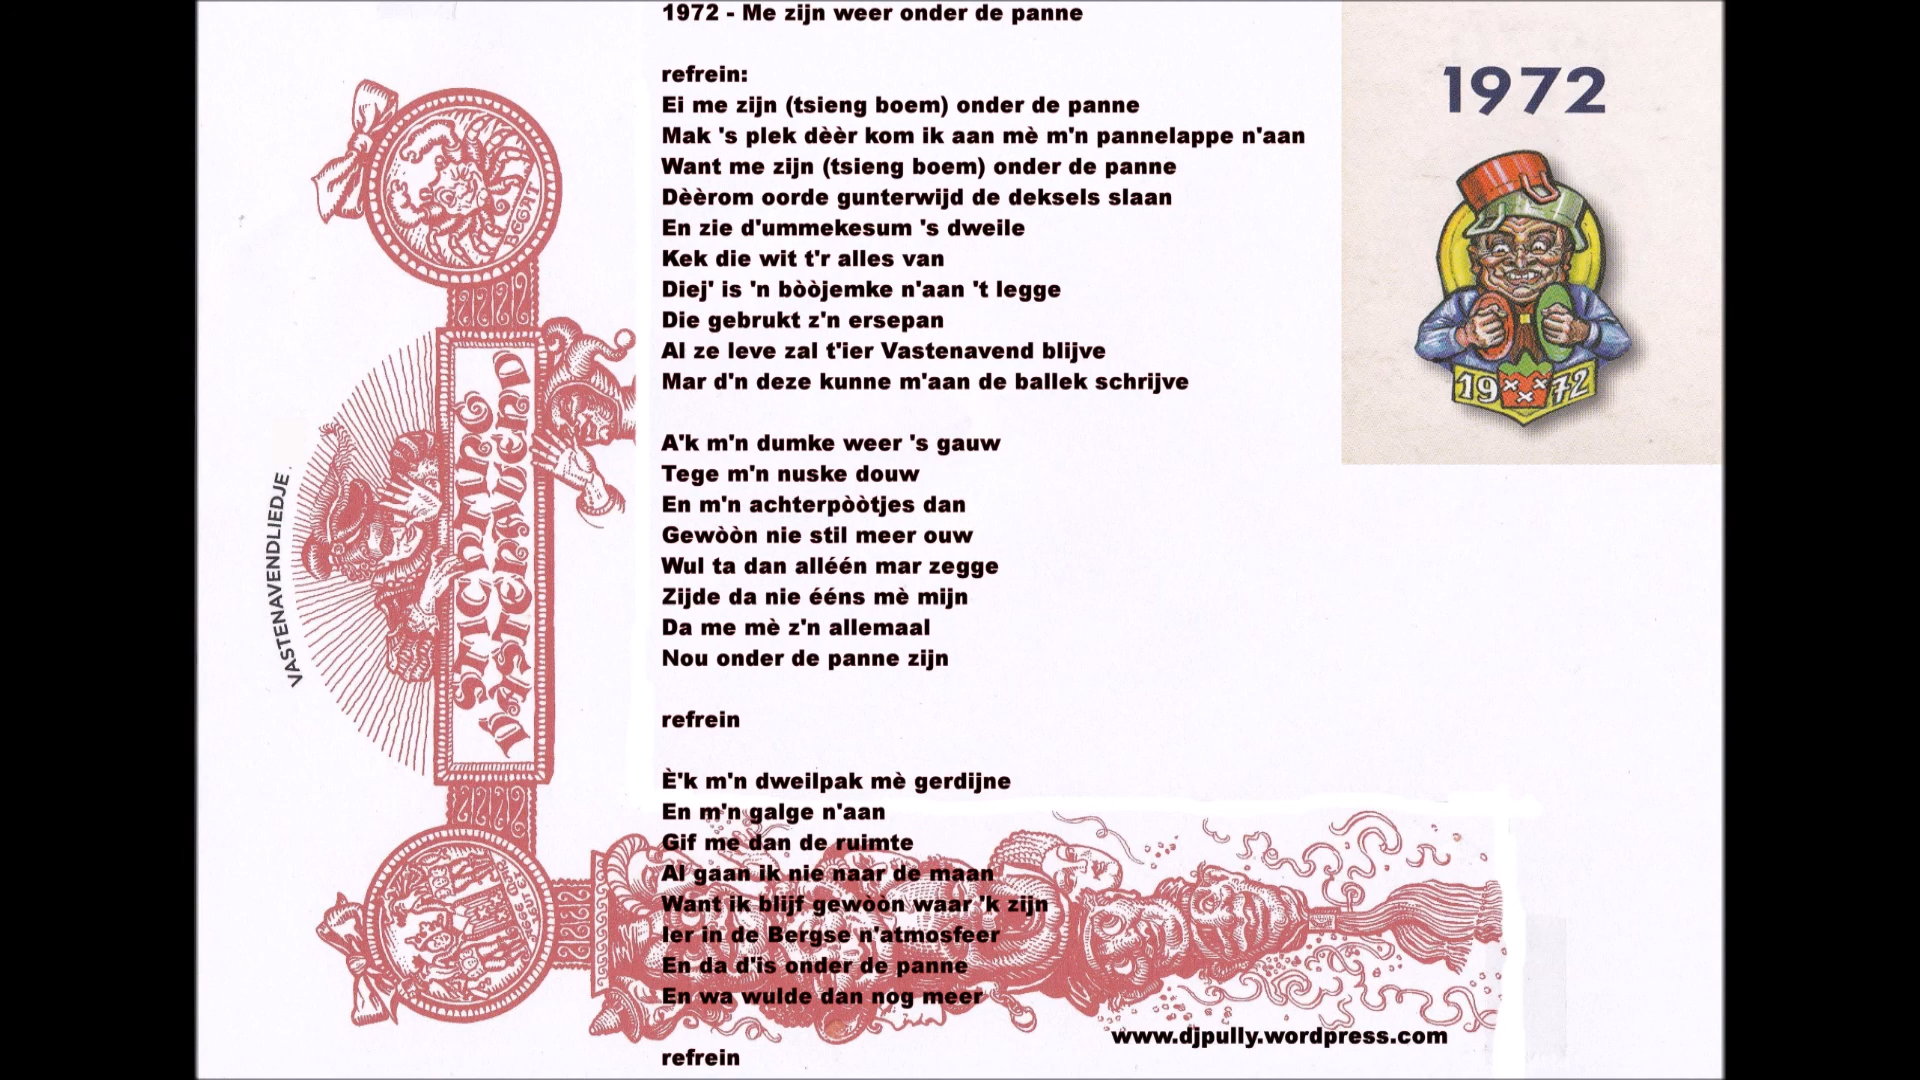 1972 - Me zijn weer onder de panne
refrein:
Ei me zijn (tsieng boem) onder de panne
Mak 's plek dèèr kom ik aan mè m'n pannelappe n'aan
Want me zijn (tsieng boem) onder de panne
Dèèrom oorde gunterwijd de deksels slaan
En zie d'ummekesum 's dweile
Kek die wit t'r alles van
Diej' is 'n bòòjemke n'aan 't legge
Die gebrukt z'n ersepan
Al ze leve zal t'ier Vastenavend blijve
Mar d'n deze kunne m'aan de ballek schrijve
A'k m'n dumke weer 's gauw
Tege m'n nuske douw
En m'n achterpòòtjes dan
Gewòòn nie stil meer ouw
Wul ta dan alléén mar zegge
Zijde da nie ééns mè mijn
Da me mè z'n allemaal
Nou onder de panne zijn
refrein
È'k m'n dweilpak mè gerdijne
En m'n galge n'aan
Gif me dan de ruimte
Al gaan ik nie naar de maan
Want ik blijf gewòòn waar 'k zijn
Ier in de Bergse n'atmosfeer
En da d'is onder de panne
En wa wulde dan nog meer
refrein
1972
1972
VASTENAVENDLIEDJE.
STICHTING
VASTENAVEND
BEGAT
www.djpully.wordpress.com